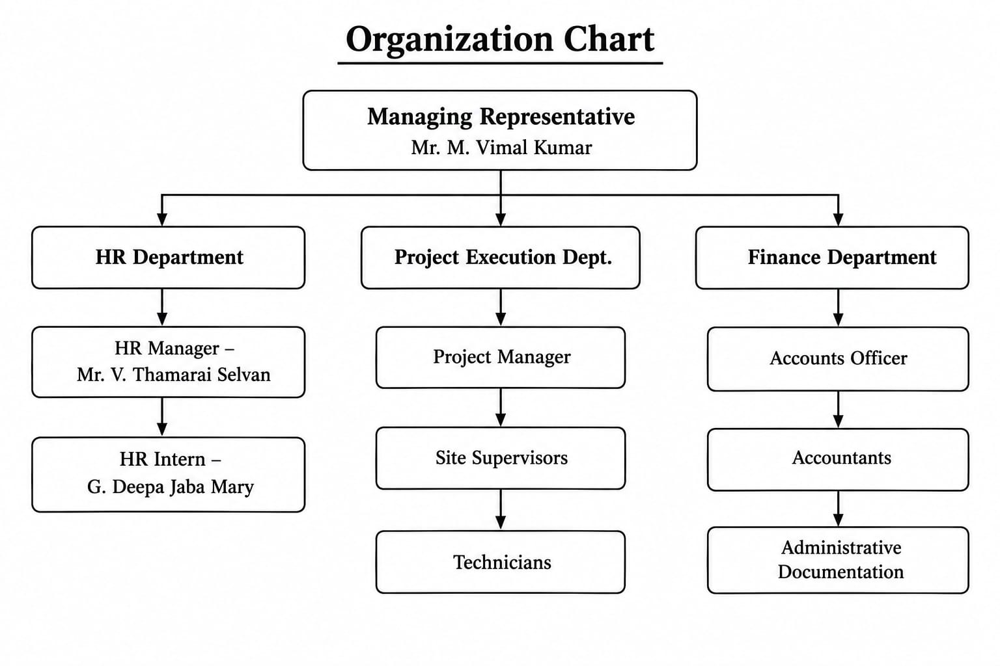 Organization Chart
Managing Representative
Mr. M. Vimal Kumar
HR Department
Project Execution Dept.
Finance Department
HR Manager –
Mr. V. Thamarai Selvan
Project Manager
Accounts Officer
HR Intern –
G. Deepa Jaba Mary
Site Supervisors
Accountants
Technicians
Administrative
Documentation